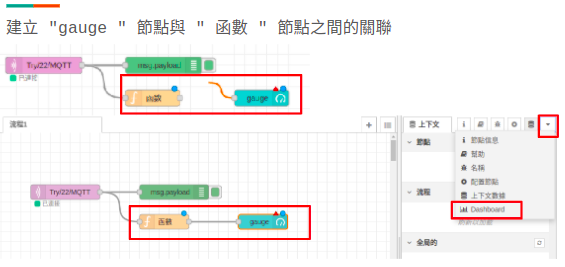 建立 "gauge " 節點與 " 函數 " 節點之間的關聯
Try/22/MQTT
msg.payload
已連接
函數
gauge
流程1
上下文
節點信息
節點
幫助
名稱
配置節點
流程
上下文數據
Dashboard
Try/22/MQTT
msg.payload
已連接
函數
gauge
全局的